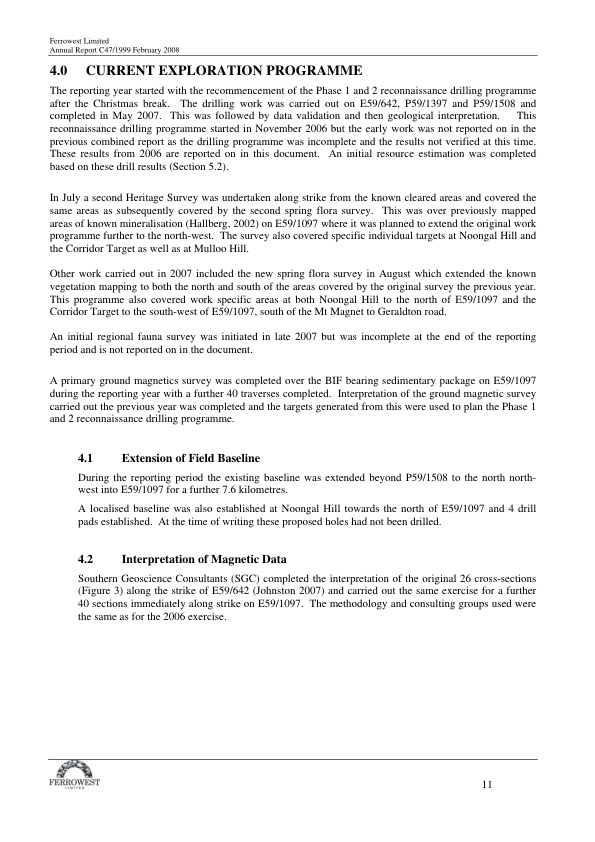 Ferrowest Limited
Annual Report C47/1999 February 2008
4.0 CURRENT EXPLORATION PROGRAMME
The reporting year started with the recommencement of the Phase 1 and 2 reconnaissance drilling programme
after the Christmas break. The drilling work was carried out on E59/642, P59/1397 and P59/1508 and
completed in May 2007. This was followed by data validation and then geological interpretation. This
reconnaissance drilling programme started in November 2006 but the early work was not reported on in the
previous combined report as the drilling programme was incomplete and the results not verified at this time.
These results from 2006 are reported on in this document. An initial resource estimation was completed
based on these drill results (Section 5.2).
In July a second Heritage Survey was undertaken along strike from the known cleared areas and covered the
same areas as subsequently covered by the second spring flora survey. This was over previously mapped
areas of known mineralisation (Hallberg, 2002) on E59/1097 where it was planned to extend the original work
programme further to the north-west. The survey also covered specific individual targets at Noongal Hill and
the Corridor Target as well as at Mulloo Hill.
Other work carried out in 2007 included the new spring flora survey in August which extended the known
vegetation mapping to both the north and south of the areas covered by the original survey the previous year.
This programme also covered work specific areas at both Noongal Hill to the north of E59/1097 and the
Corridor Target to the south-west of E59/1097, south of the Mt Magnet to Geraldton road.
An initial regional fauna survey was initiated in late 2007 but was incomplete at the end of the reporting
period and is not reported on in the document.
A primary ground magnetics survey was completed over the BIF bearing sedimentary package on E59/1097
during the reporting year with a further 40 traverses completed. Interpretation of the ground magnetic survey
carried out the previous year was completed and the targets generated from this were used to plan the Phase 1
and 2 reconnaissance drilling programme.
4.1 Extension of Field Baseline
During the reporting period the existing baseline was extended beyond P59/1508 to the north north-
west into E59/1097 for a further 7.6 kilometres.
A localised baseline was also established at Noongal Hill towards the north of E59/1097 and 4 drill
pads established. At the time of writing these proposed holes had not been drilled.
4.2 Interpretation of Magnetic Data
Southern Geoscience Consultants (SGC) completed the interpretation of the original 26 cross-sections
(Figure 3) along the strike of E59/642 (Johnston 2007) and carried out the same exercise for a further
40 sections immediately along strike on E59/1097. The methodology and consulting groups used were
the same as for the 2006 exercise.
FERROWEST
LIMITED
11